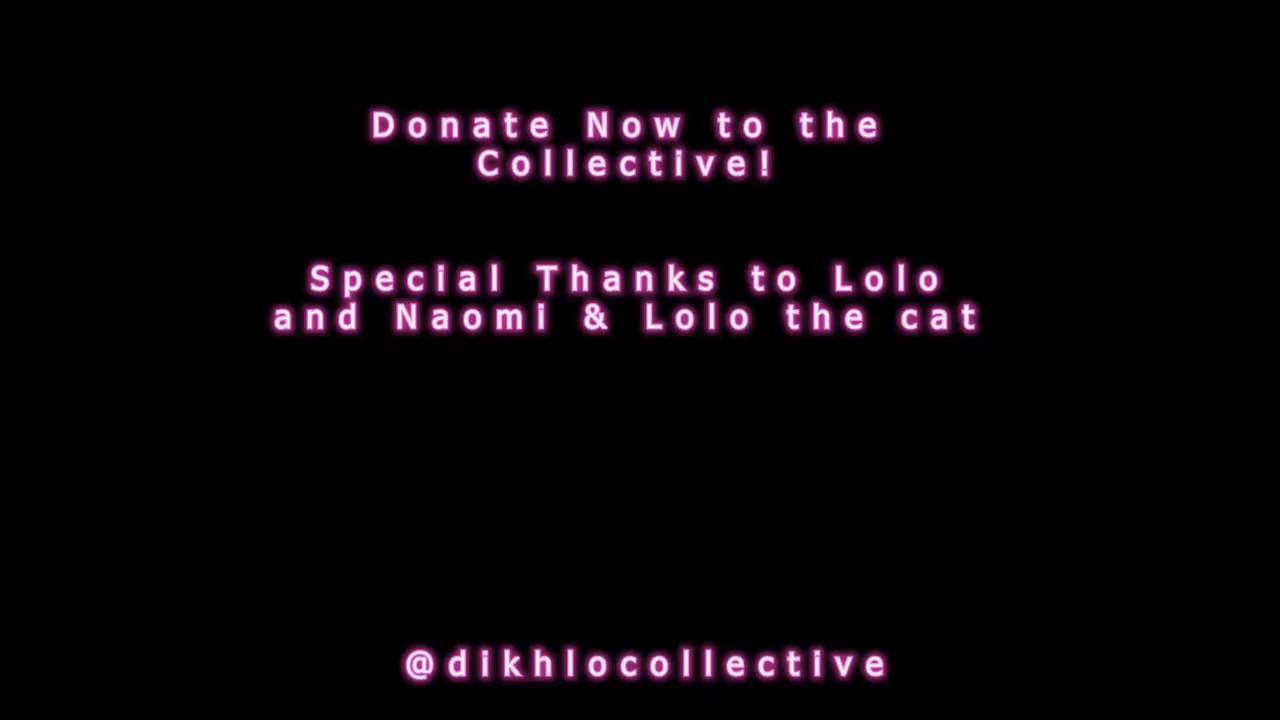 Donate Now to the
Collective!
Special Thanks to Lolo
and Naomi & Lolo the cat
@dikhlocollective